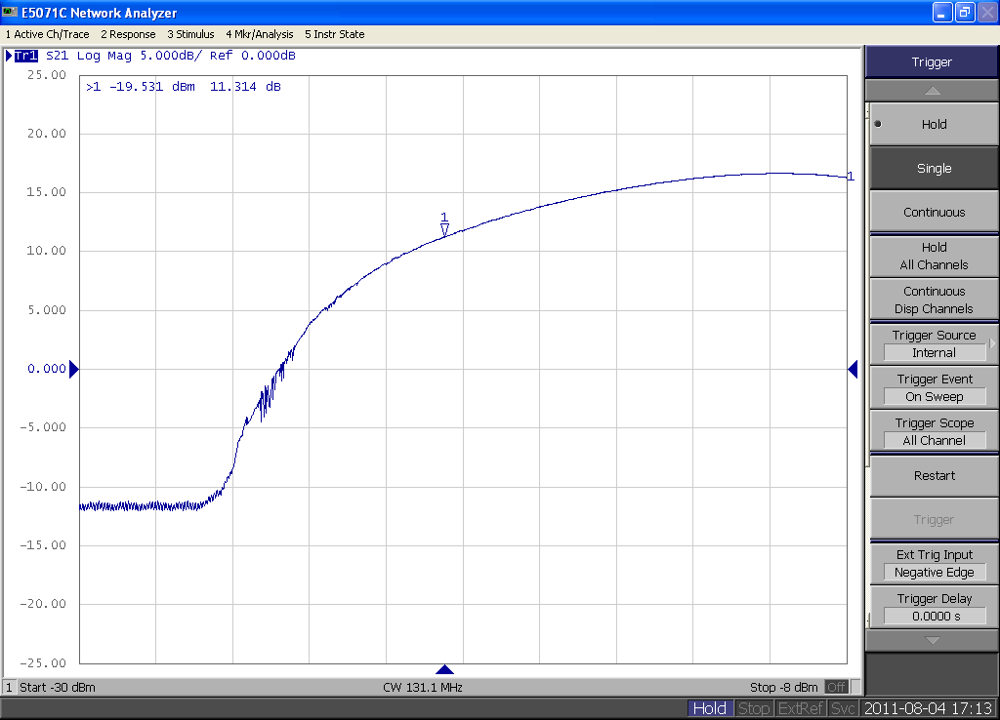 E5071C Network Analyzer
1 Active Ch/Trace 2 Response 3 Stimulus 4 Mkr/Analysis 5 Instr State
Tr1 S21 Log Mag 5.000dB/ Ref 0.000dB
25.00
>1 -19.531 dBm 11.314 dB
20.00
15.00
10.00
5.000
0.000
-5.000
-10.00
-15.00
-20.00
-25.00
1
1
1 Start -30 dBm
CW 131.1 MHz
Stop -8 dBm Off
Trigger
Hold
Single
Continuous
Hold
All Channels
Continuous
Disp Channels
Trigger Source
Internal
Trigger Event
On Sweep
Trigger Scope
All Channel
Restart
Trigger
Ext Trig Input
Negative Edge
Trigger Delay
0.0000 s
Hold Stop ExtRef Svc 2011-08-04 17:13